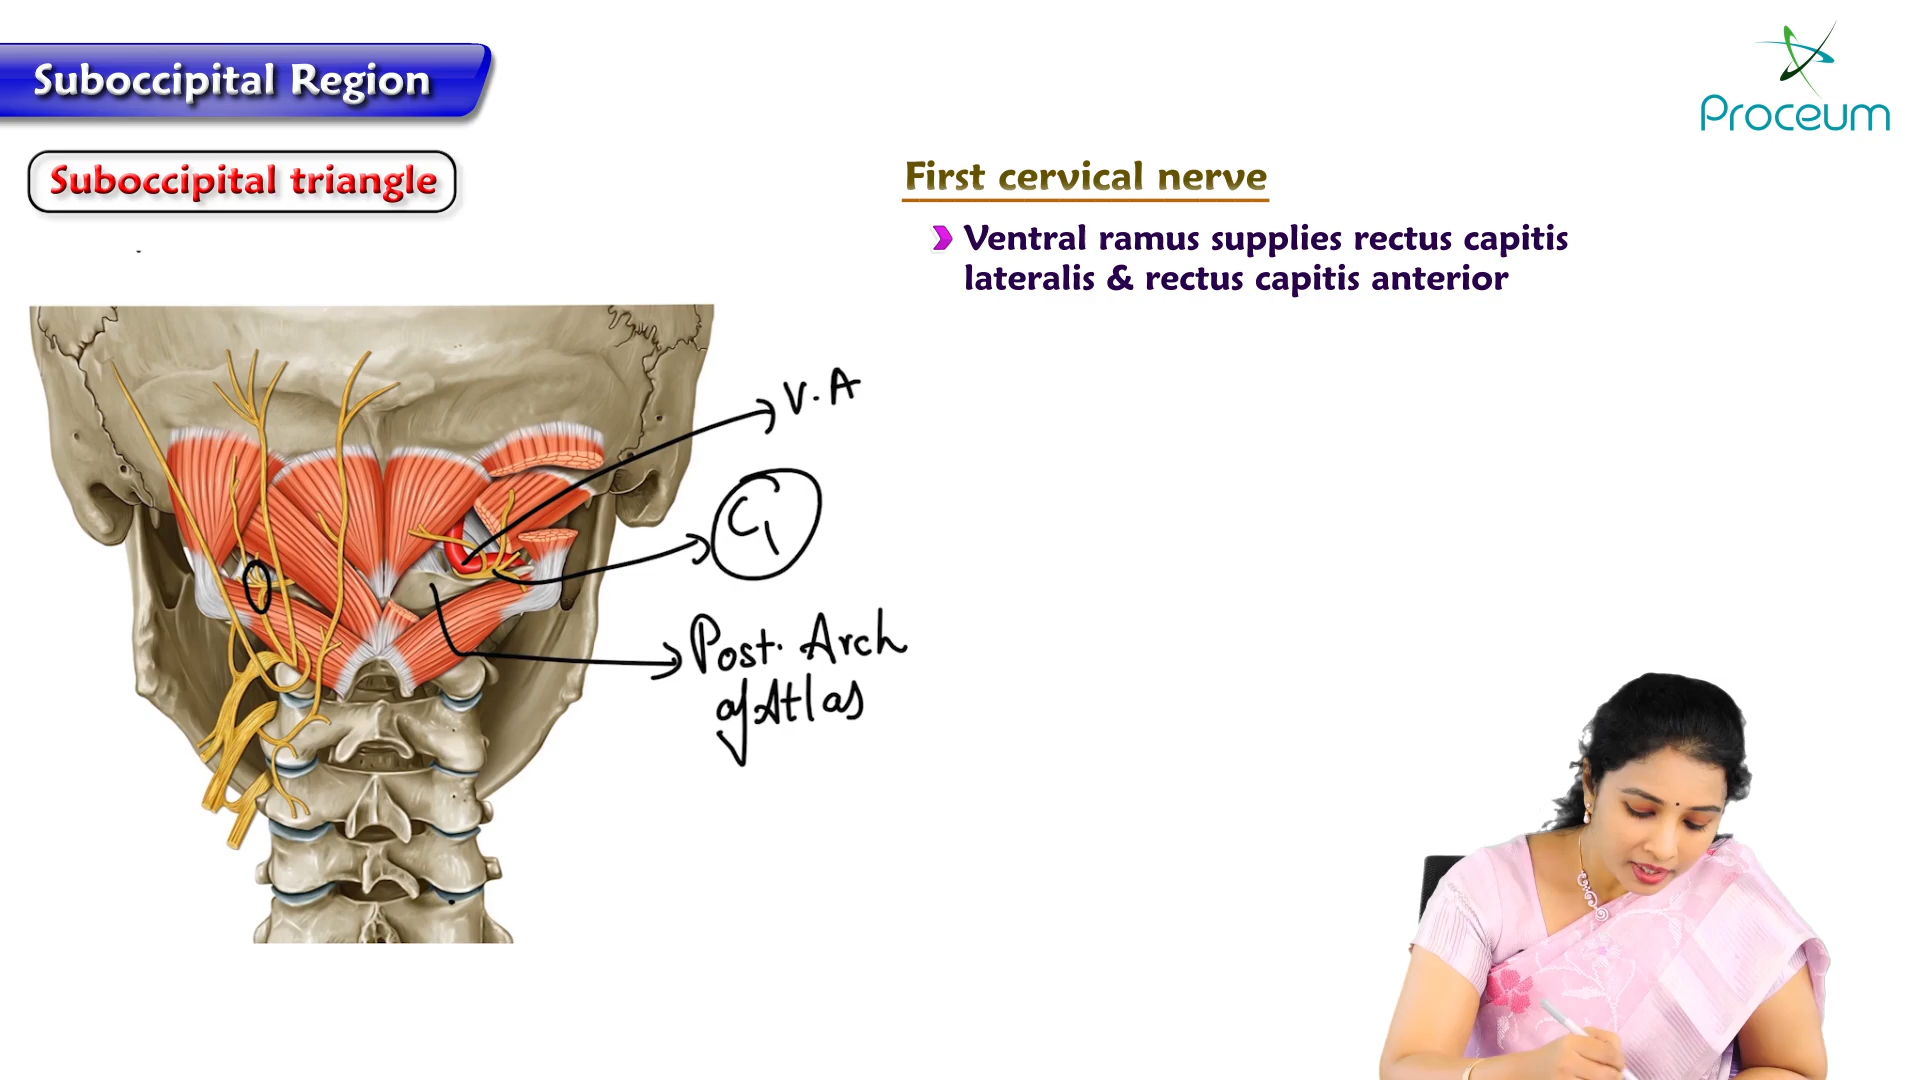 Suboccipital Region
Proceum
Suboccipital triangle
First cervical nerve
Ventral ramus supplies rectus capitis
lateralis & rectus capitis anterior
V.A
C1
Post. Arch
of Atlas